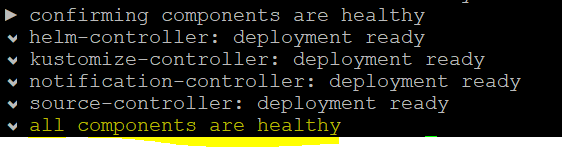 ► confirming components are healthy
✔ helm-controller: deployment ready
✔ kustomize-controller: deployment ready
✔ notification-controller: deployment ready
✔ source-controller: deployment ready
✔ all components are healthy